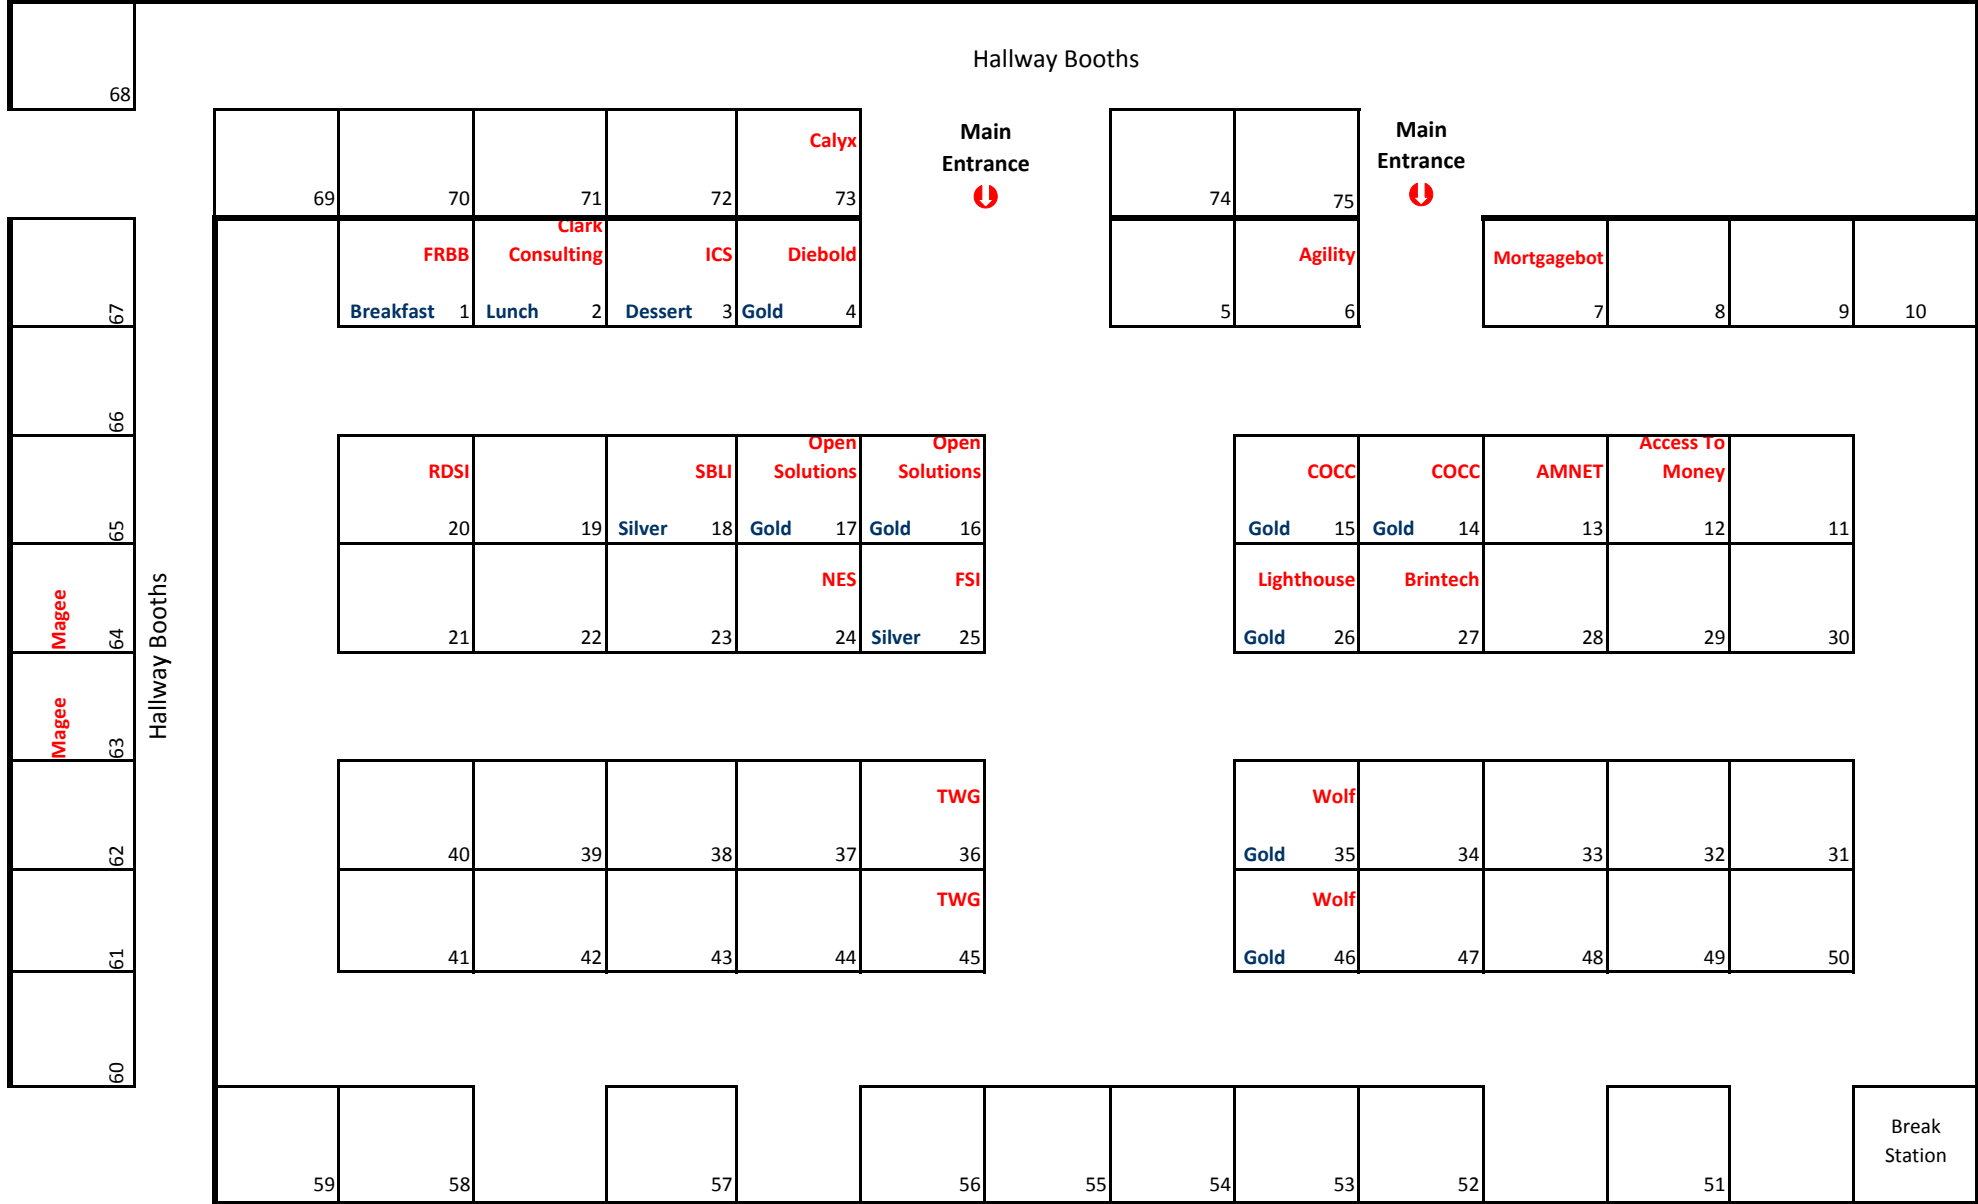 Hallway Booths
68
Main
Entrance
Main
Entrance
Calyx
69 70 71 72 73 74 75
Clark
FRBB Consulting ICS Diebold Agility Mortgagebot
Breakfast 1 Lunch 2 Dessert 3 Gold 4 5 6 7 8 9 10
67
66
Open Open Access To
RDSI SBLI Solutions Solutions COCC COCC AMNET Money
20 19 Silver 18 Gold 17 Gold 16 Gold 15 Gold 14 13 12 11
65
NES FSI Lighthouse Brintech
21 22 23 24 Silver 25 Gold 26 27 28 29 30
Magee 64
Hallway Booths
Magee 63
TWG Wolf
40 39 38 37 36 Gold 35 34 33 32 31
62
TWG Wolf
41 42 43 44 45 Gold 46 47 48 49 50
61
60
Break
Station
59 58 57 56 55 54 53 52 51